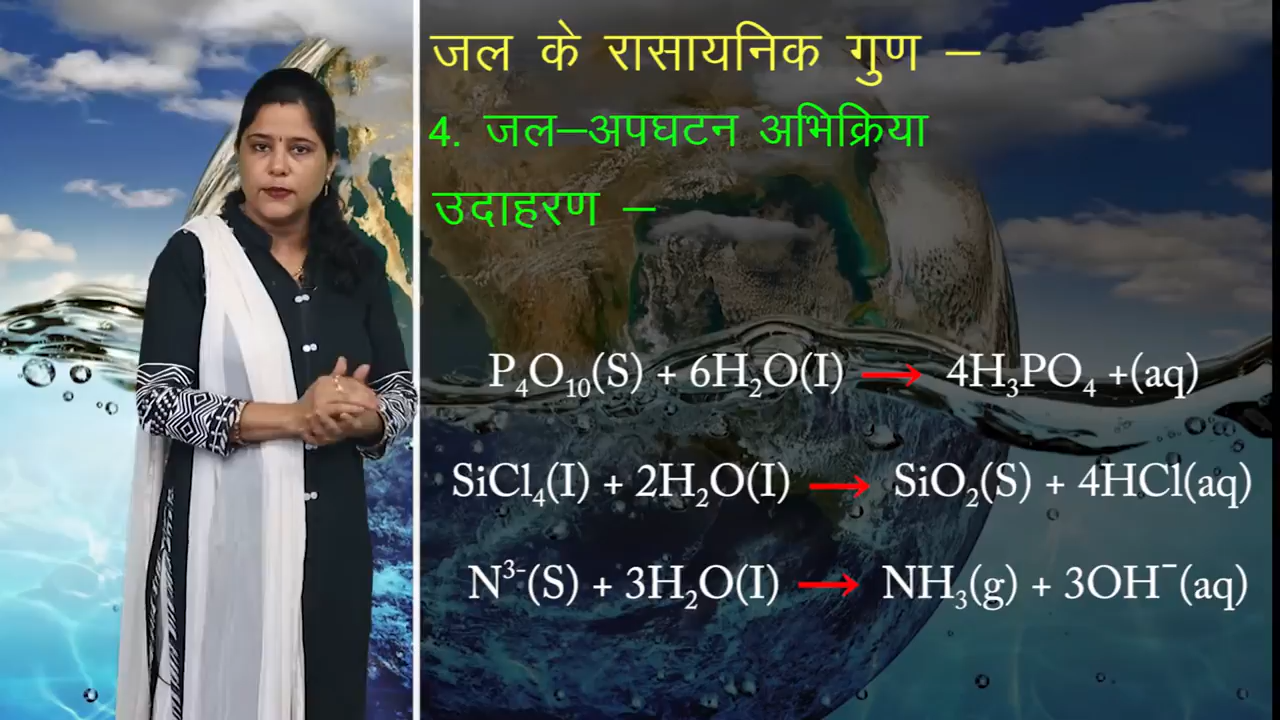 जल के रासायनिक गुण –
4. जल–अपघटन अभिक्रिया
उदाहरण –
P₄O₁₀(S) + 6H₂O(I) → 4H₃PO₄ +(aq)
SiCl₄(I) + 2H₂O(I) → SiO₂(S) + 4HCl(aq)
N³⁻(S) + 3H₂O(I) → NH₃(g) + 3OH⁻(aq)